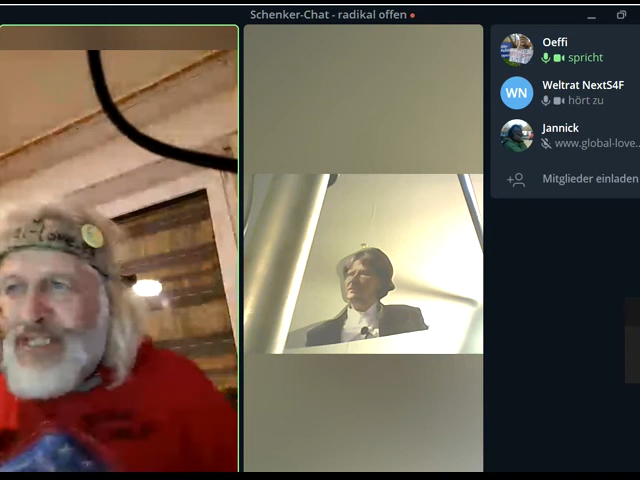 Schenker-Chat - radikal offen
Oeffi
spricht
WN
Weltrat NextS4F
hört zu
Jannick
www.global-love...
Mitglieder einladen